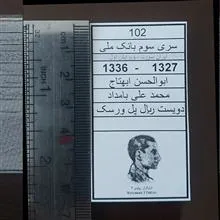 102
سری سوم بانک ملی
1336 - 1327
ابوالحسن ابتهاج
محمد علی بامداد
دویست ریال پل ورسک